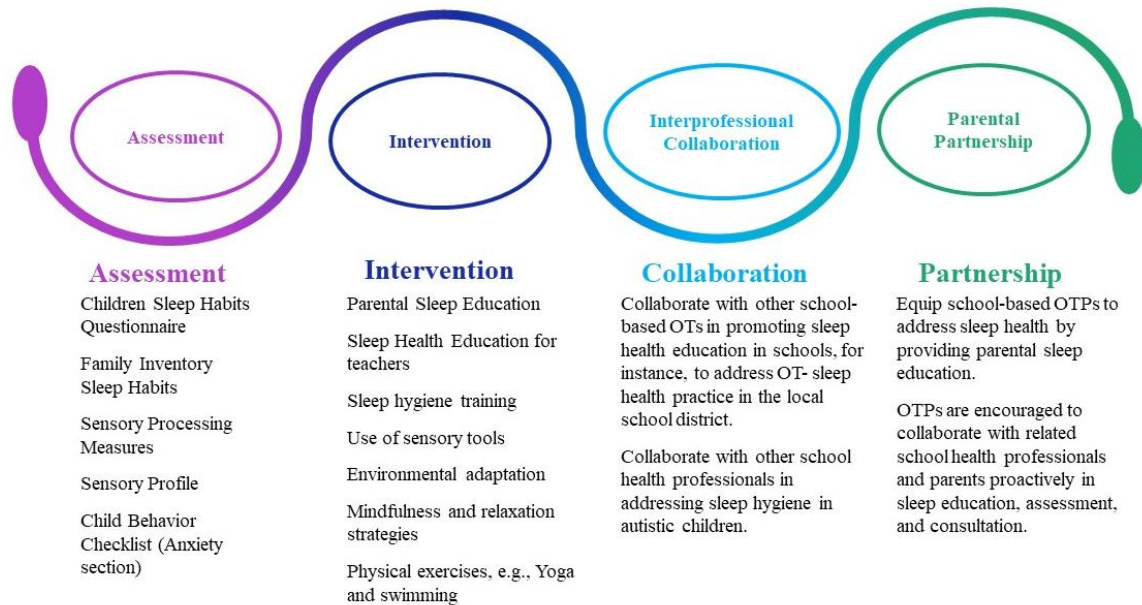 Assessment
Intervention
Interprofessional
Collaboration
Parental
Partnership
Assessment
Children Sleep Habits
Questionnaire
Family Inventory
Sleep Habits
Sensory Processing
Measures
Sensory Profile
Child Behavior
Checklist (Anxiety
section)
Intervention
Parental Sleep Education
Sleep Health Education for
teachers
Sleep hygiene training
Use of sensory tools
Environmental adaptation
Mindfulness and relaxation
strategies
Physical exercises, e.g., Yoga
and swimming
Collaboration
Collaborate with other school-
based OTs in promoting sleep
health education in schools, for
instance, to address OT- sleep
health practice in the local
school district.
Collaborate with other school
health professionals in
addressing sleep hygiene in
autistic children.
Partnership
Equip school-based OTPs to
address sleep health by
providing parental sleep
education.
OTPs are encouraged to
collaborate with related
school health professionals
and parents proactively in
sleep education, assessment,
and consultation.